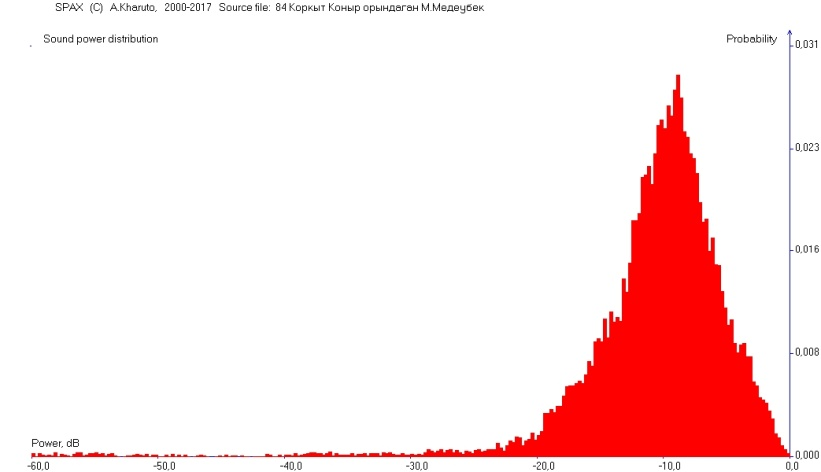 SPAX (C) A.Kharuto, 2000-2017 Source file: 84 Коркыт Коныр орындаган М.Медеубек
Sound power distribution
Probability
0,031
0,023
0,016
0,008
Power, dB
0,000
-60,0 -50,0 -40,0 -30,0 -20,0 -10,0 0,0